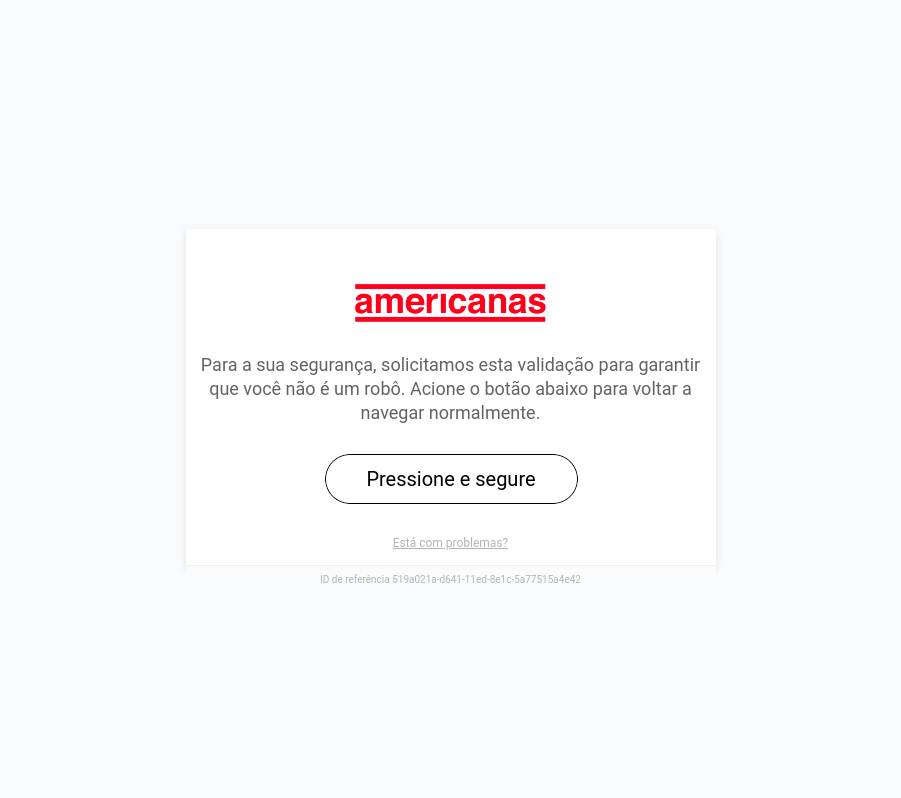 americanas
Para a sua segurança, solicitamos esta validação para garantir
que você não é um robô. Acione o botão abaixo para voltar a
navegar normalmente.
Pressione e segure
Está com problemas?
ID de referência 519a021a-d641-11ed-8e1c-5a77515a4e42